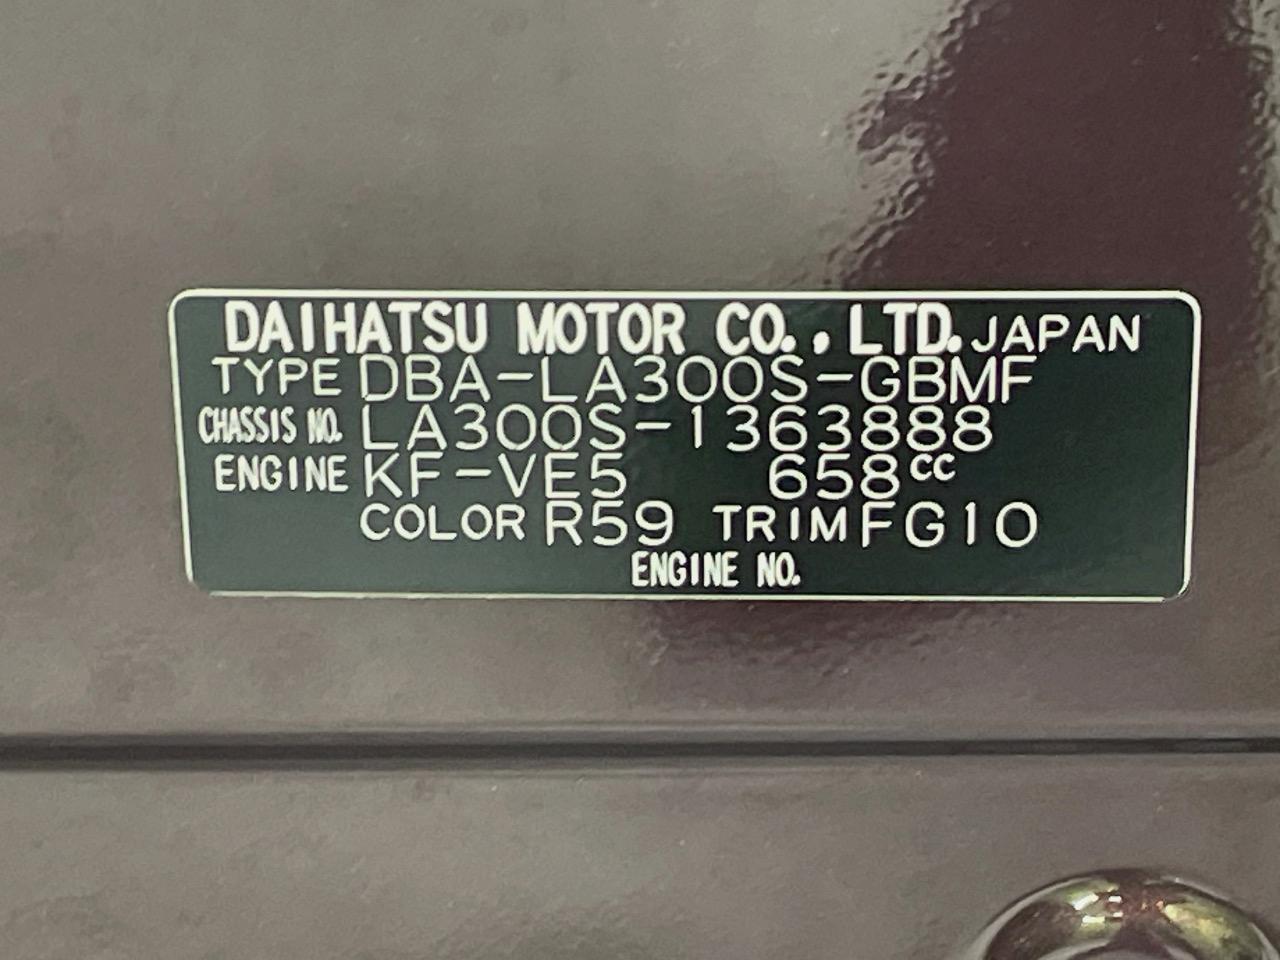 DAIHATSU MOTOR CO., LTD. JAPAN
TYPE DBA-LA300S-GBMF
CHASSIS NO. LA300S-1363888
ENGINE KF-VE5 658cc
COLOR R59 TRIM FG10
ENGINE NO.